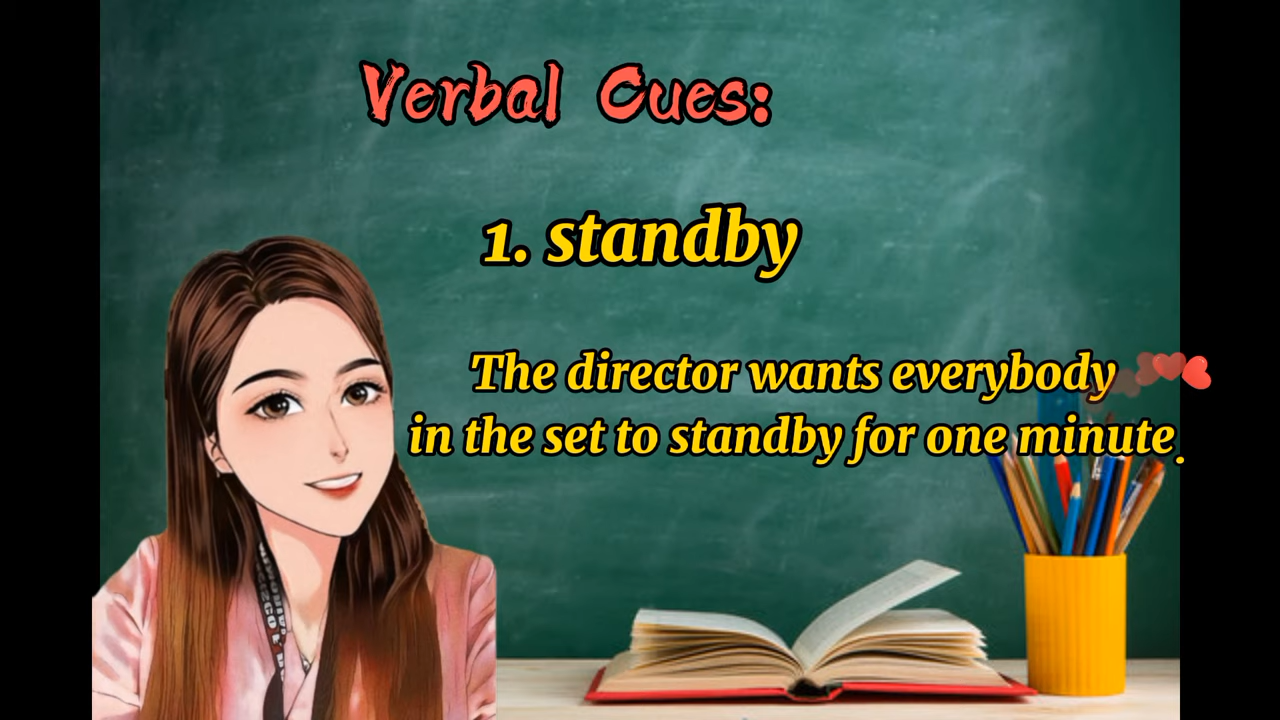 Verbal Cues:
1. standby
The director wants everybody
in the set to standby for one minute.